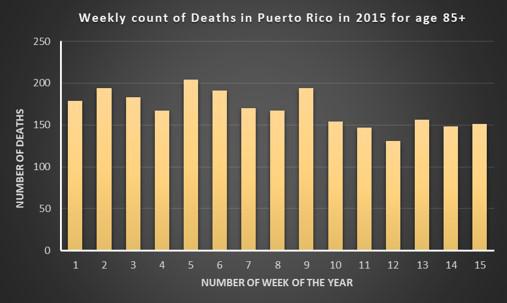 Weekly count of Deaths in Puerto Rico in 2015 for age 85+
250
200
150
100
50
0
NUMBER OF DEATHS
1 2 3 4 5 6 7 8 9 10 11 12 13 14 15
NUMBER OF WEEK OF THE YEAR